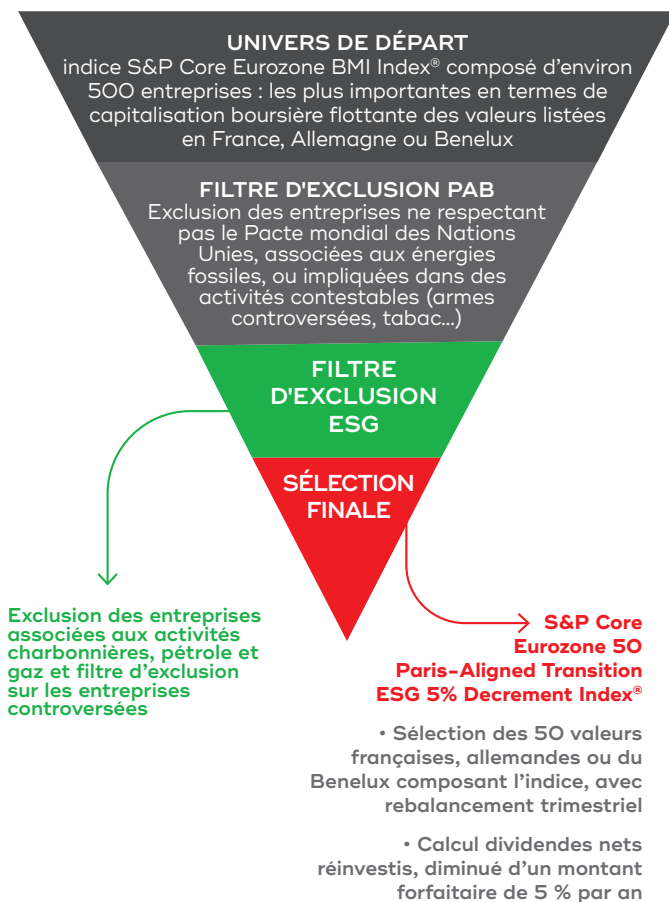 UNIVERS DE DÉPART
indice S&P Core Eurozone BMI Index® composé d’environ
500 entreprises : les plus importantes en termes de
capitalisation boursière flottante des valeurs listées
en France, Allemagne ou Benelux
FILTRE D'EXCLUSION PAB
Exclusion des entreprises ne respectant
pas le Pacte mondial des Nations
Unies, associées aux énergies
fossiles, ou impliquées dans des
activités contestables (armes
controversées, tabac...)
FILTRE
D'EXCLUSION
ESG
SÉLECTION
FINALE
Exclusion des entreprises
associées aux activités
charbonnières, pétrole et
gaz et filtre d’exclusion
sur les entreprises
controversées
S&P Core
Eurozone 50
Paris-Aligned Transition
ESG 5% Decrement Index®
• Sélection des 50 valeurs
françaises, allemandes ou du
Benelux composant l’indice, avec
rebalancement trimestriel
• Calcul dividendes nets
réinvestis, diminué d’un montant
forfaitaire de 5 % par an